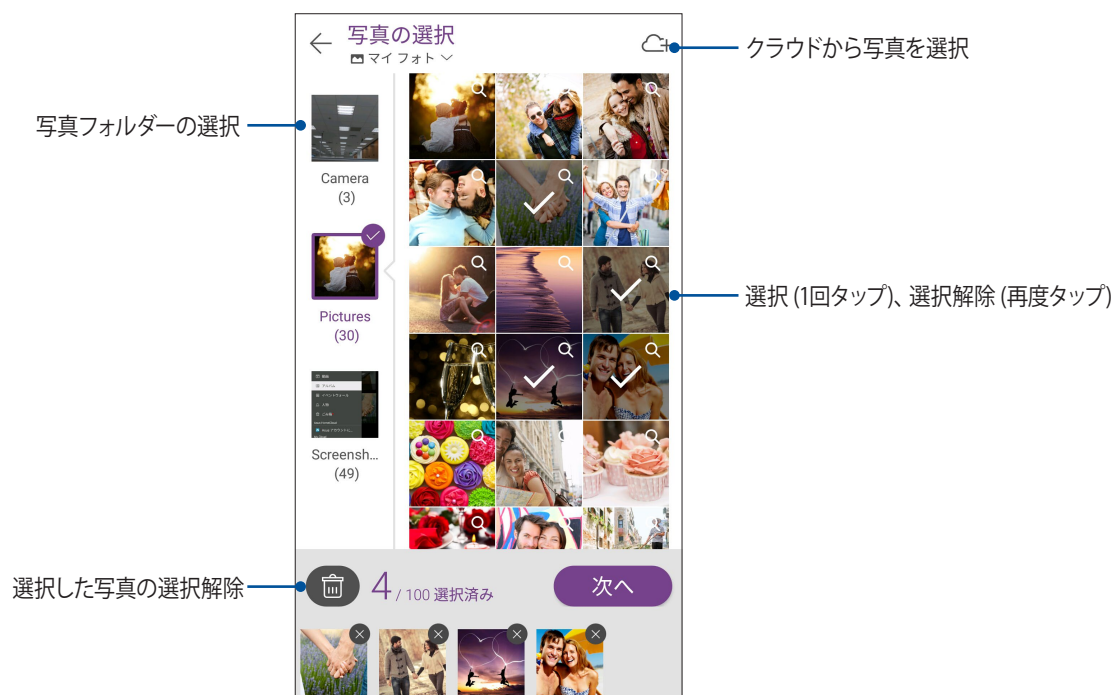 写真の選択
マイ フォト
クラウドから写真を選択
写真フォルダーの選択
Camera
(3)
Pictures
(30)
選択 (1回タップ)、選択解除 (再度タップ)
Screensh...
(49)
選択した写真の選択解除
4 / 100 選択済み
次へ